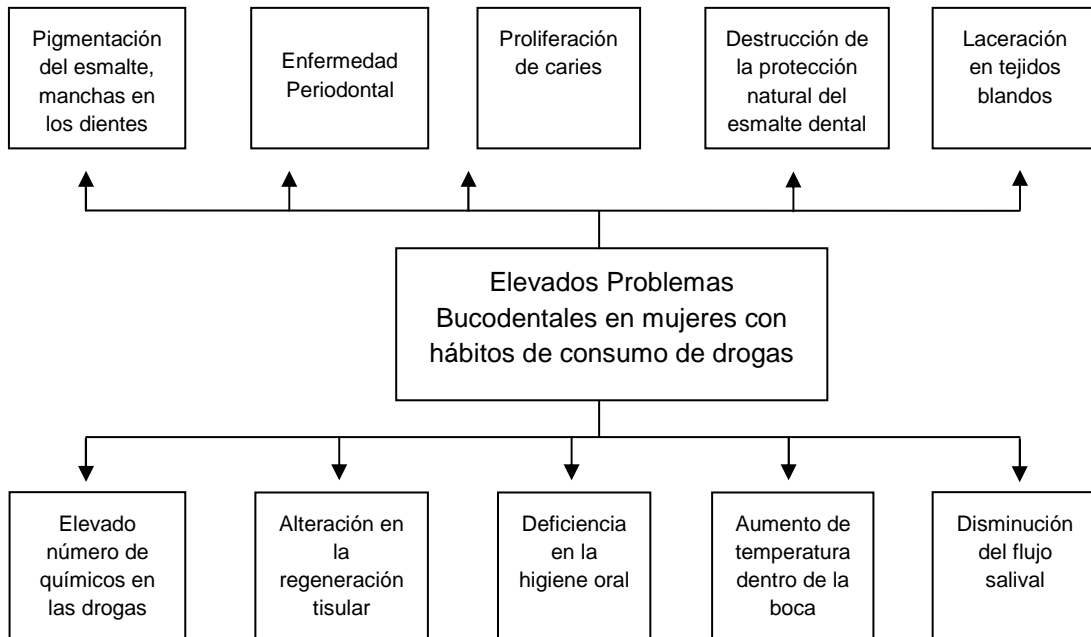 Pigmentación
del esmalte,
manchas en
los dientes
Enfermedad
Periodontal
Proliferación
de caries
Destrucción de
la protección
natural del
esmalte dental
Laceración
en tejidos
blandos
Elevados Problemas
Bucodentales en mujeres con
hábitos de consumo de drogas
Elevado
número de
químicos en
las drogas
Alteración en
la
regeneración
tisular
Deficiencia
en la
higiene oral
Aumento de
temperatura
dentro de la
boca
Disminución
del flujo
salival